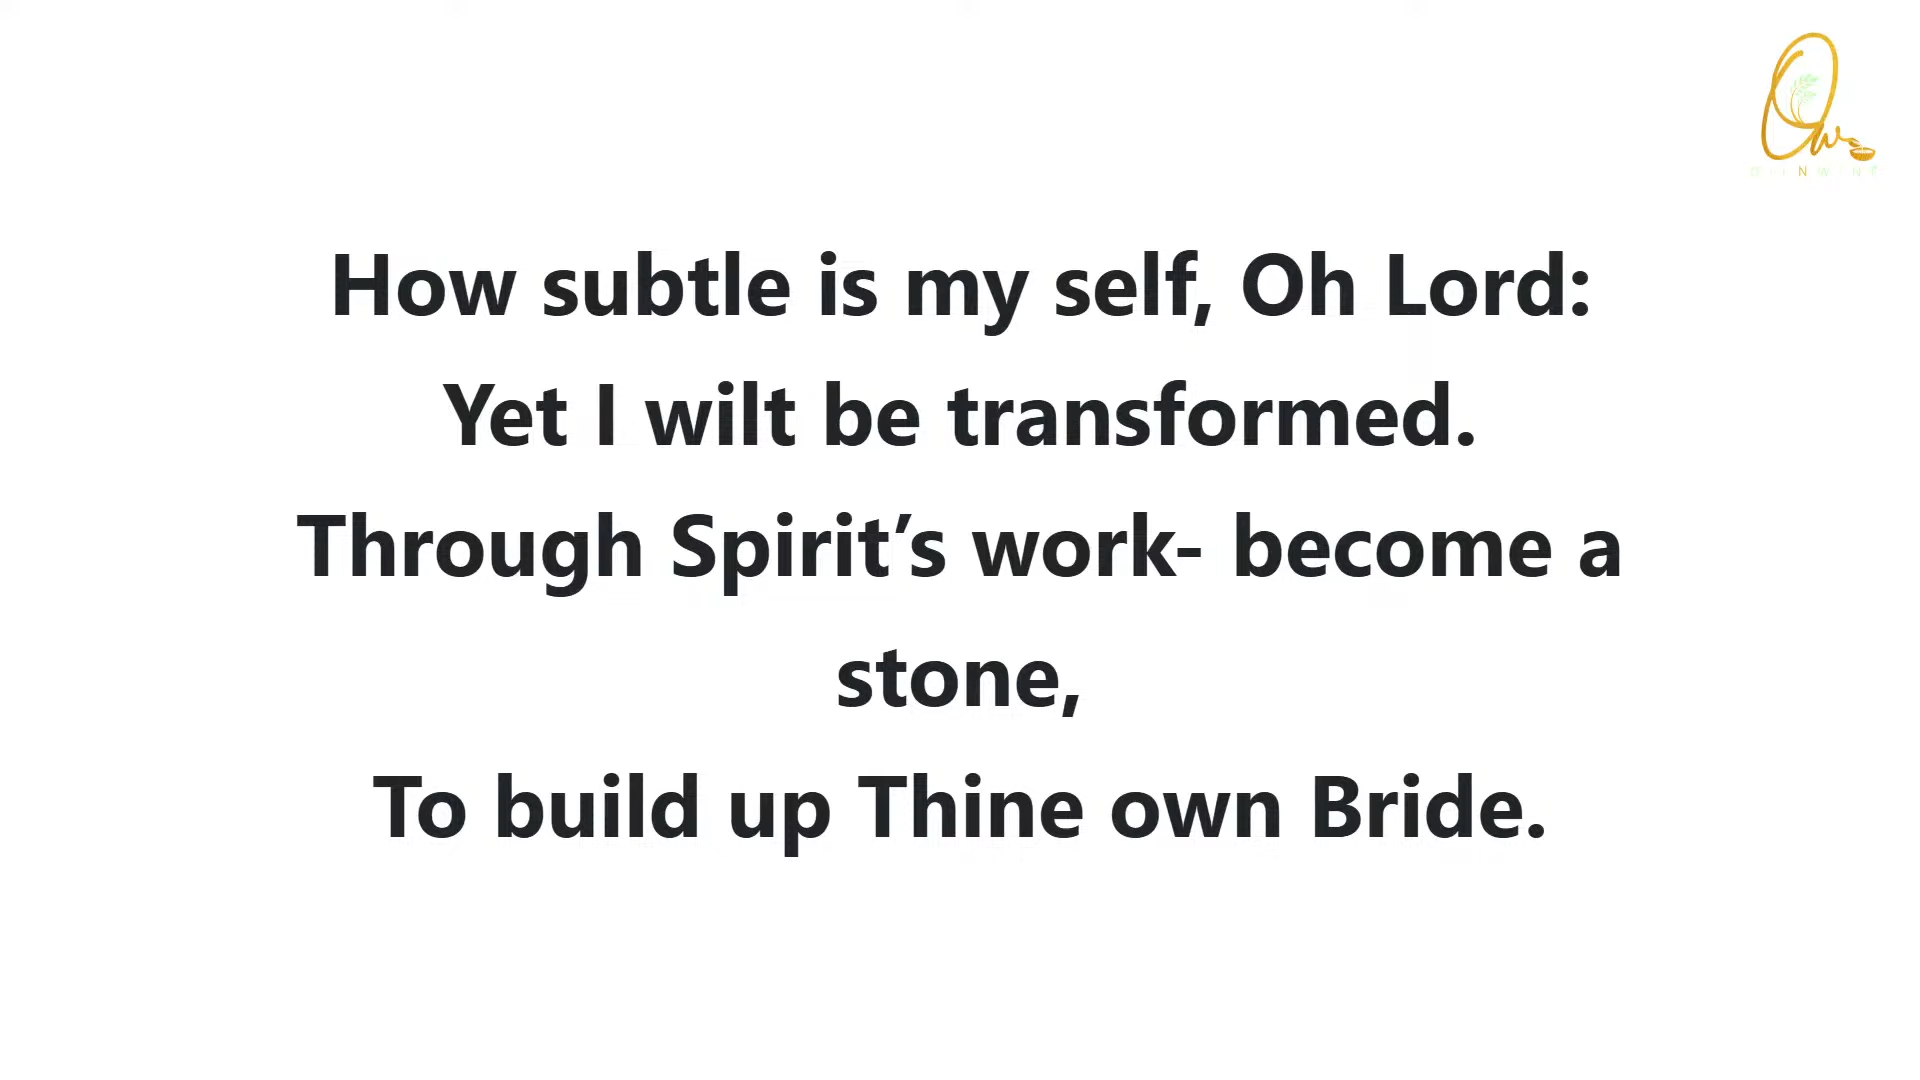 How subtle is my self, Oh Lord:
Yet I wilt be transformed.
Through Spirit’s work- become a
stone,
To build up Thine own Bride.